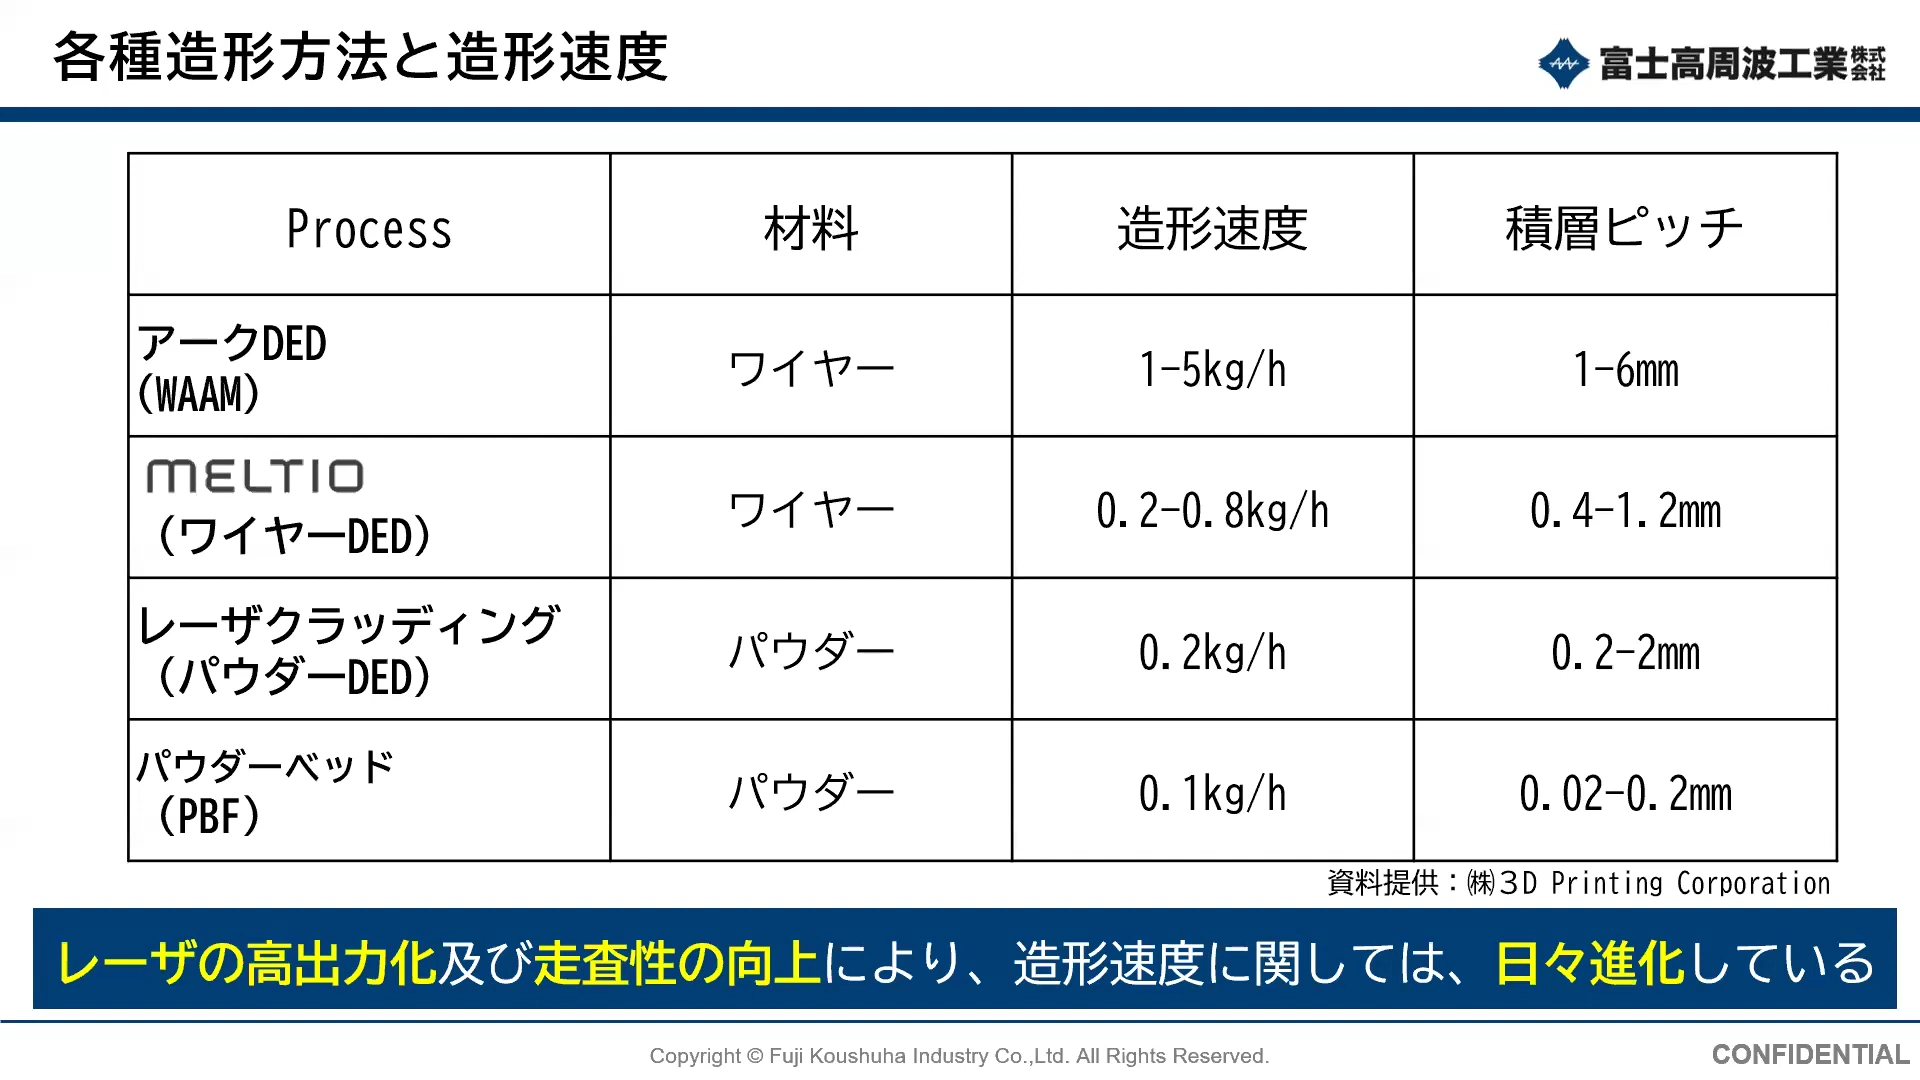 各種造形方法と造形速度
富士高周波工業株式会社
Process 材料 造形速度 積層ピッチ
アークDED
(WAAM) ワイヤー 1-5kg/h 1-6mm
MELTIO
(ワイヤーDED) ワイヤー 0.2-0.8kg/h 0.4-1.2mm
レーザクラッディング
(パウダーDED) パウダー 0.2kg/h 0.2-2mm
パウダーベッド
(PBF) パウダー 0.1kg/h 0.02-0.2mm
資料提供：㈱３D Printing Corporation
レーザの高出力化及び走査性の向上により、造形速度に関しては、日々進化している
Copyright © Fuji Koushuha Industry Co.,Ltd. All Rights Reserved.
CONFIDENTIAL